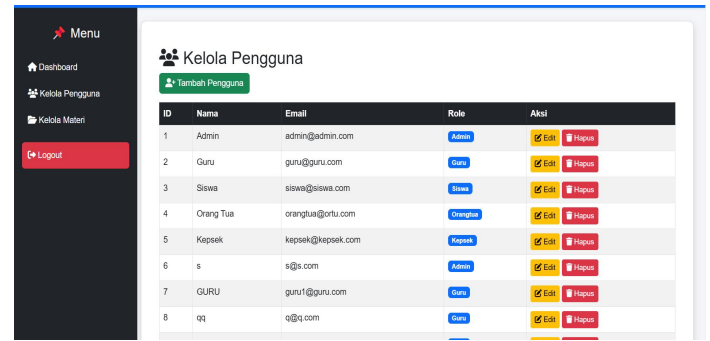 Menu
Dashboard
Kelola Pengguna
Kelola Materi
Logout
Kelola Pengguna
Tambah Pengguna
ID Nama Email Role Aksi
1 Admin admin@admin.com Admin Edit Hapus
2 Guru guru@guru.com Guru Edit Hapus
3 Siswa siswa@siswa.com Siswa Edit Hapus
4 Orang Tua orangtua@ortu.com Orangtua Edit Hapus
5 Kepsek kepsek@kepsek.com Kepsek Edit Hapus
6 s s@s.com Admin Edit Hapus
7 GURU guru1@guru.com Guru Edit Hapus
8 qq q@q.com Guru Edit Hapus